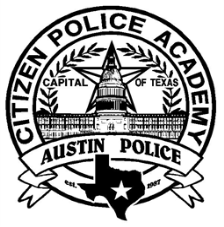 CITIZEN POLICE ACADEMY
CAPITAL OF TEXAS
AUSTIN POLICE
est. 1987